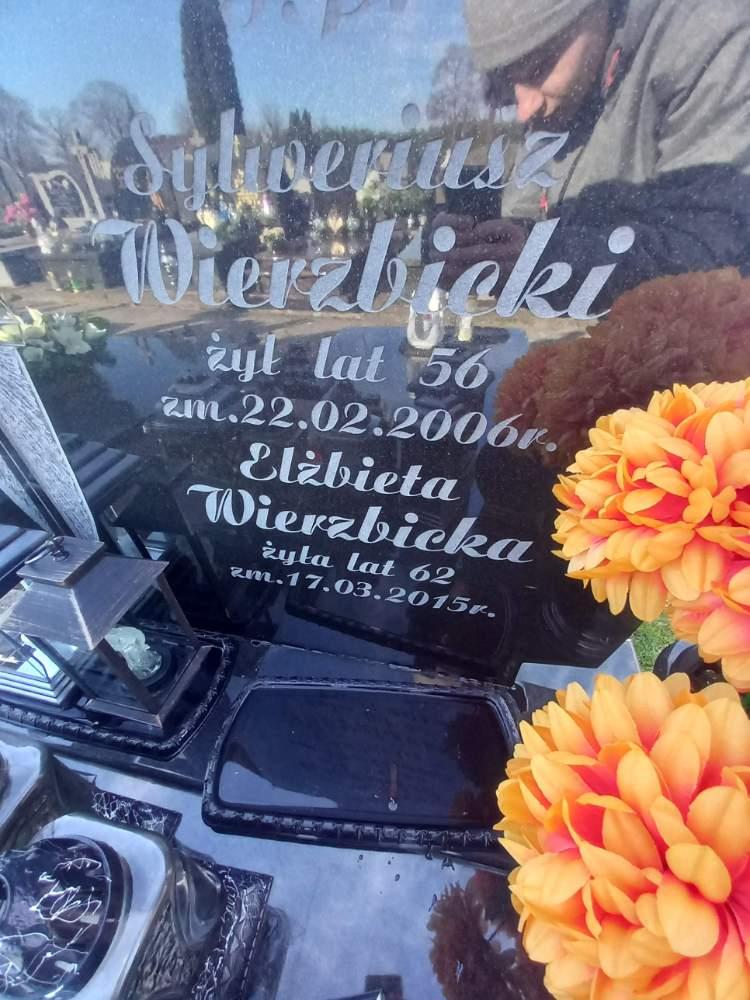 Sylweriusz
Wierzbicki
żył lat 56
zm.22.02.2006r.
Elżbieta
Wierzbicka
żyła lat 62
zm.17.03.2015r.